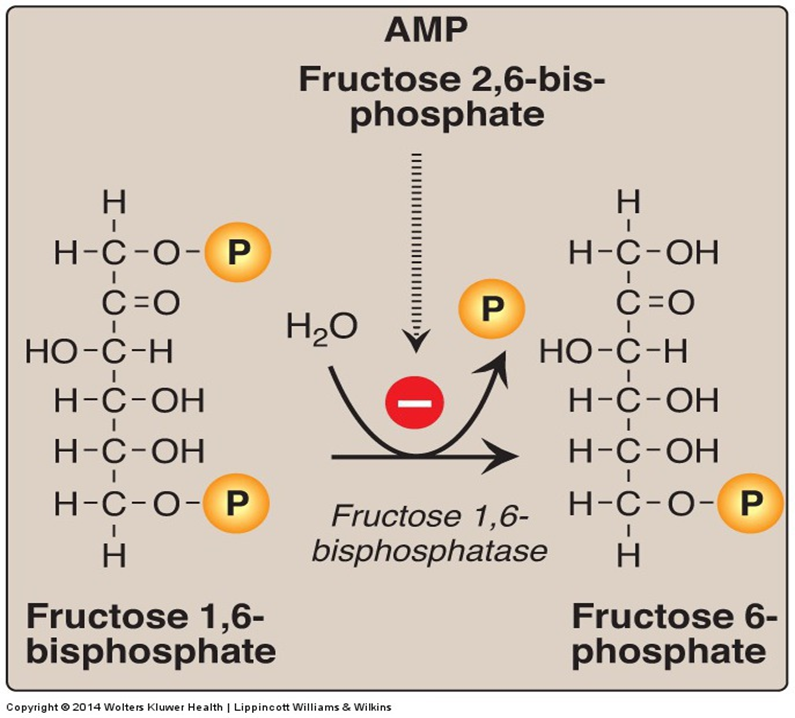 AMP
Fructose 2,6-bis-
phosphate
H
H-C-O-P
C=O
HO-C-H
H-C-OH
H-C-OH
H-C-O-P
H
Fructose 1,6-
bisphosphate
H₂O
P
Fructose 1,6-
bisphosphatase
H
H-C-OH
C=O
HO-C-H
H-C-OH
H-C-OH
H-C-O-P
H
Fructose 6-
phosphate
Copyright © 2014 Wolters Kluwer Health | Lippincott Williams & Wilkins